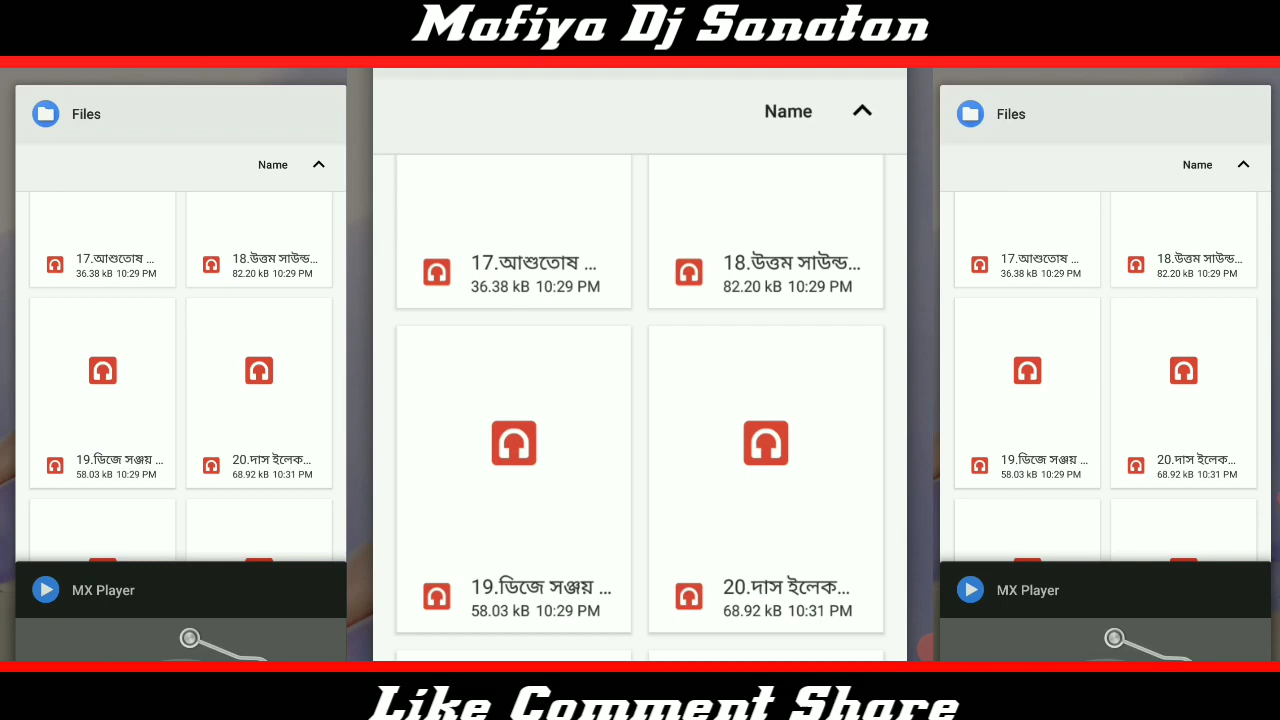 Mafiya Dj Sanatan
Files
Name
17.আশুতোষ ...
36.38 kB 10:29 PM
18.উত্তম সাউন্ড...
82.20 kB 10:29 PM
19.ডিজে সঞ্জয় ...
58.03 kB 10:29 PM
20.দাস ইলেক...
68.92 kB 10:31 PM
MX Player
Name
17.আশুতোষ ...
36.38 kB 10:29 PM
18.উত্তম সাউন্ড...
82.20 kB 10:29 PM
19.ডিজে সঞ্জয় ...
58.03 kB 10:29 PM
20.দাস ইলেক...
68.92 kB 10:31 PM
Files
Name
17.আশুতোষ ...
36.38 kB 10:29 PM
18.উত্তম সাউন্ড...
82.20 kB 10:29 PM
19.ডিজে সঞ্জয় ...
58.03 kB 10:29 PM
20.দাস ইলেক...
68.92 kB 10:31 PM
MX Player
Like Comment Share